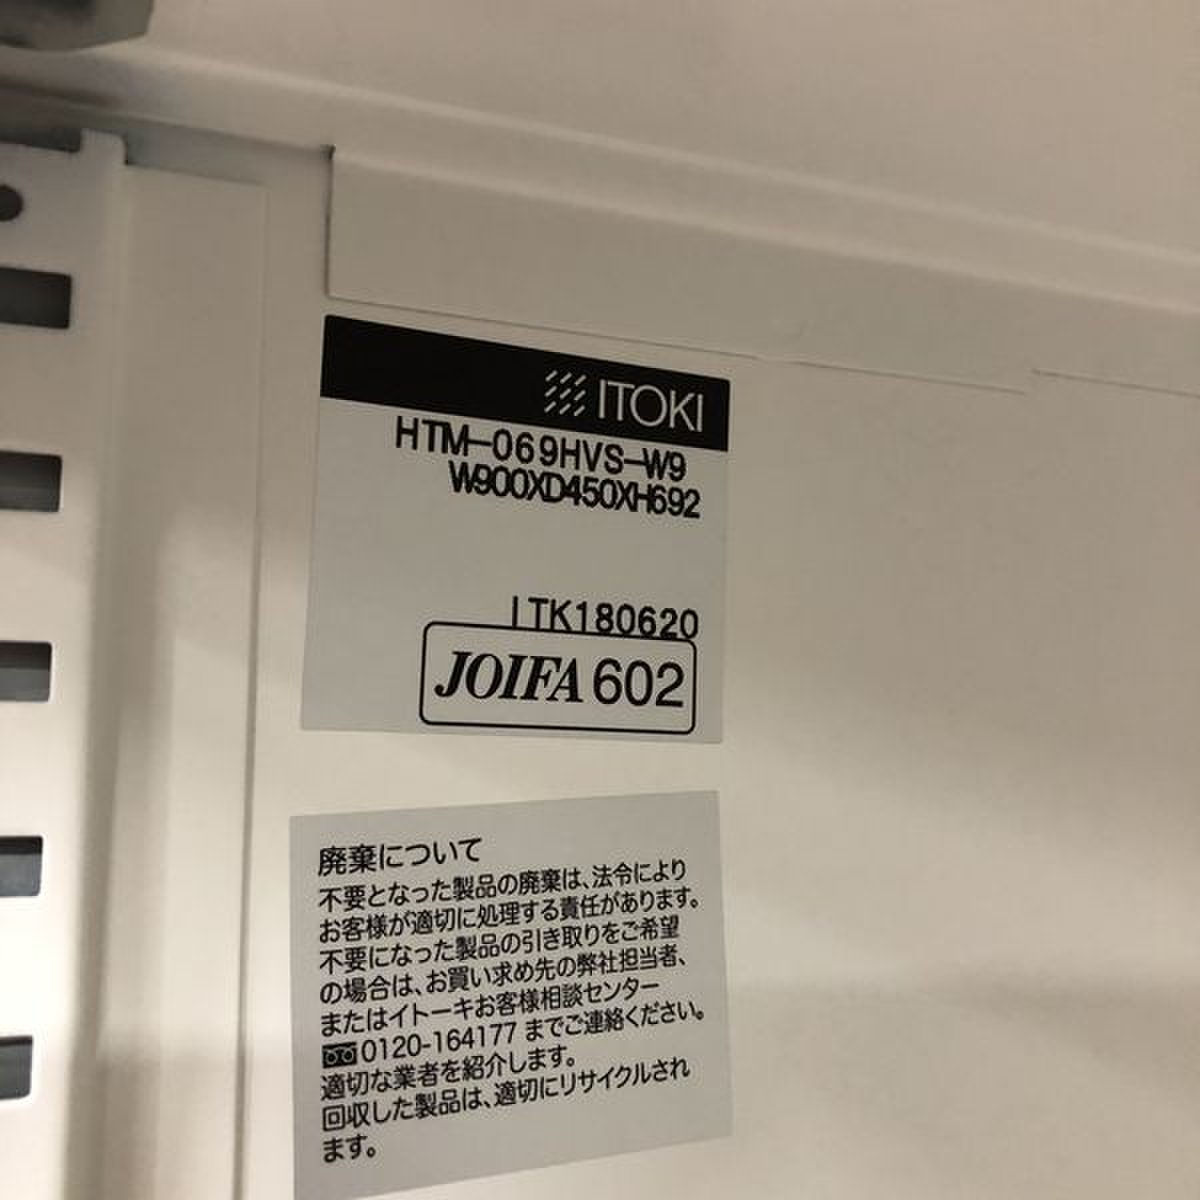 ITOKI
HTM-069HVS-W9
W900XD450XH692
ITK180620
JOIFA 602
廃棄について
不要となった製品の廃棄は、法令により
お客様が適切に処理する責任があります。
不要になった製品の引き取りをご希望
の場合は、お買い求め先の弊社担当者、
またはイトーキお客様相談センター
0120-164177 までご連絡ください。
適切な業者を紹介します。
回収した製品は、適切にリサイクルされ
ます。